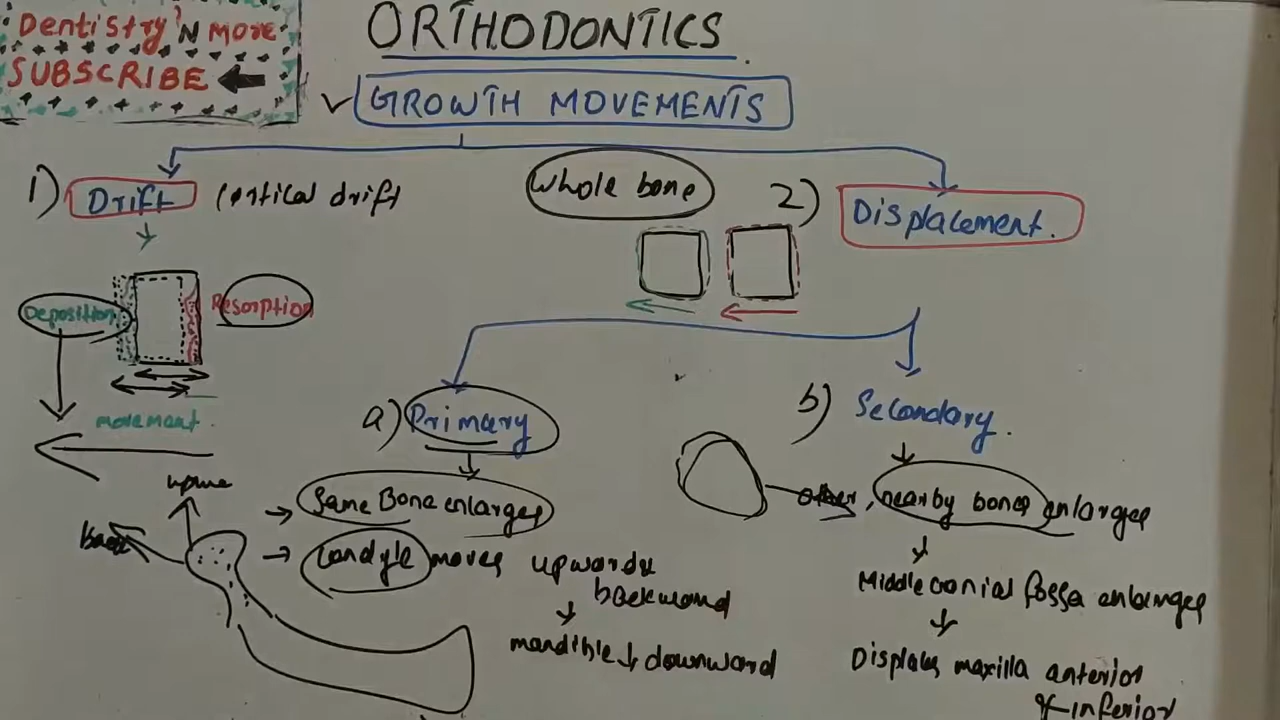 Dentistry'N MORE
SUBSCRIBE
ORTHODONTICS
GROWTH MOVEMENTS
1) Drift cortical drift
Whole bone
2) Displacement.
Deposition
Resorption
movement.
a) Primary
Same Bone enlarges
Condyle moves upwards
backward
mandible ↓ downward
b) Secondary.
other, nearby bones enlarges
Middle cranial fossa enlarges
Displaces maxilla anterior
& inferior